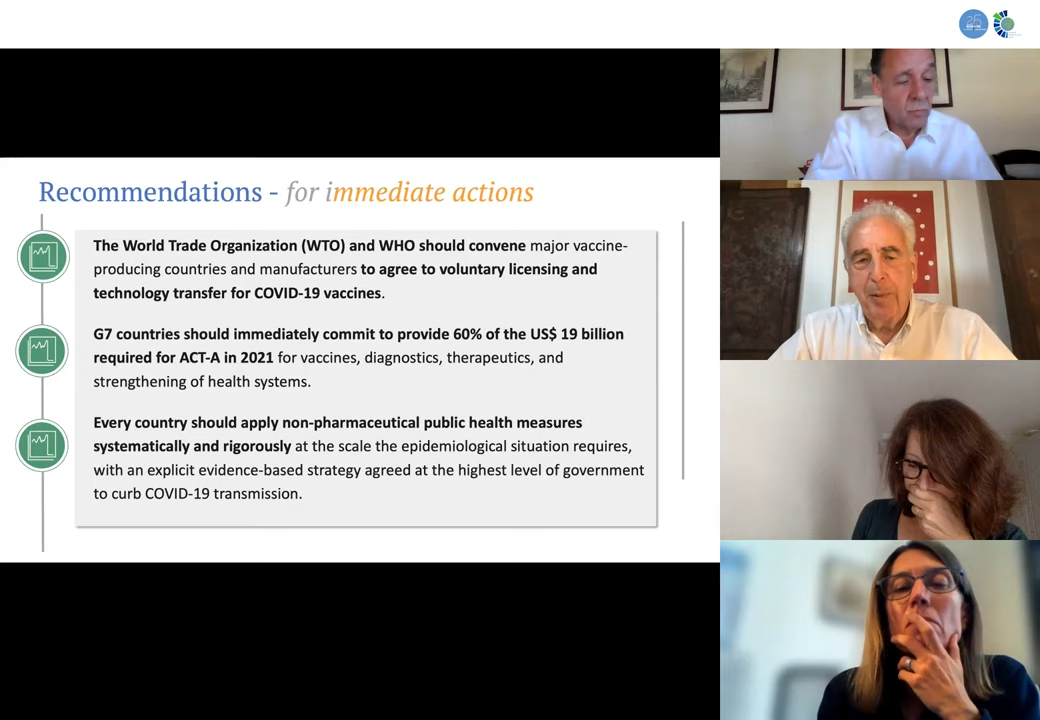 25
Recommendations - for immediate actions
The World Trade Organization (WTO) and WHO should convene major vaccine-
producing countries and manufacturers to agree to voluntary licensing and
technology transfer for COVID-19 vaccines.
G7 countries should immediately commit to provide 60% of the US$ 19 billion
required for ACT-A in 2021 for vaccines, diagnostics, therapeutics, and
strengthening of health systems.
Every country should apply non-pharmaceutical public health measures
systematically and rigorously at the scale the epidemiological situation requires,
with an explicit evidence-based strategy agreed at the highest level of government
to curb COVID-19 transmission.